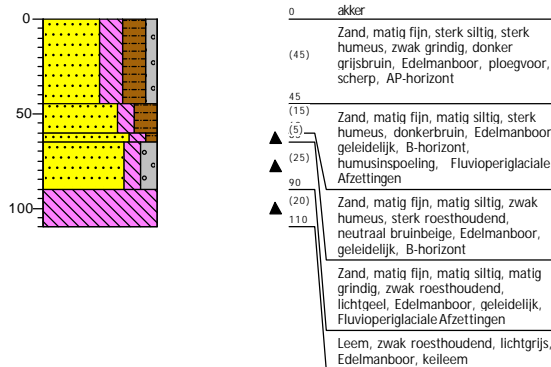 0
50
100
0 akker
(45)
Zand, matig fijn, sterk siltig, sterk
humeus, zwak grindig, donker
grijsbruin, Edelmanboor, ploegvoor,
scherp, AP-horizont
45
(15)
Zand, matig fijn, matig siltig, sterk
humeus, donkerbruin, Edelmanboor
geleidelijk, B-horizont,
humusinspoeling, Fluvioperiglaciale
Afzettingen
(5)
Zand, matig fijn, matig siltig, zwak
humeus, sterk roesthoudend,
neutraal bruinbeige, Edelmanboor,
geleidelijk, B-horizont
(25)
Zand, matig fijn, matig siltig, matig
grindig, zwak roesthoudend,
lichtgeel, Edelmanboor, geleidelijk,
Fluvioperiglaciale Afzettingen
90
(20)
Leem, zwak roesthoudend, lichtgrijs,
Edelmanboor, keileem
110